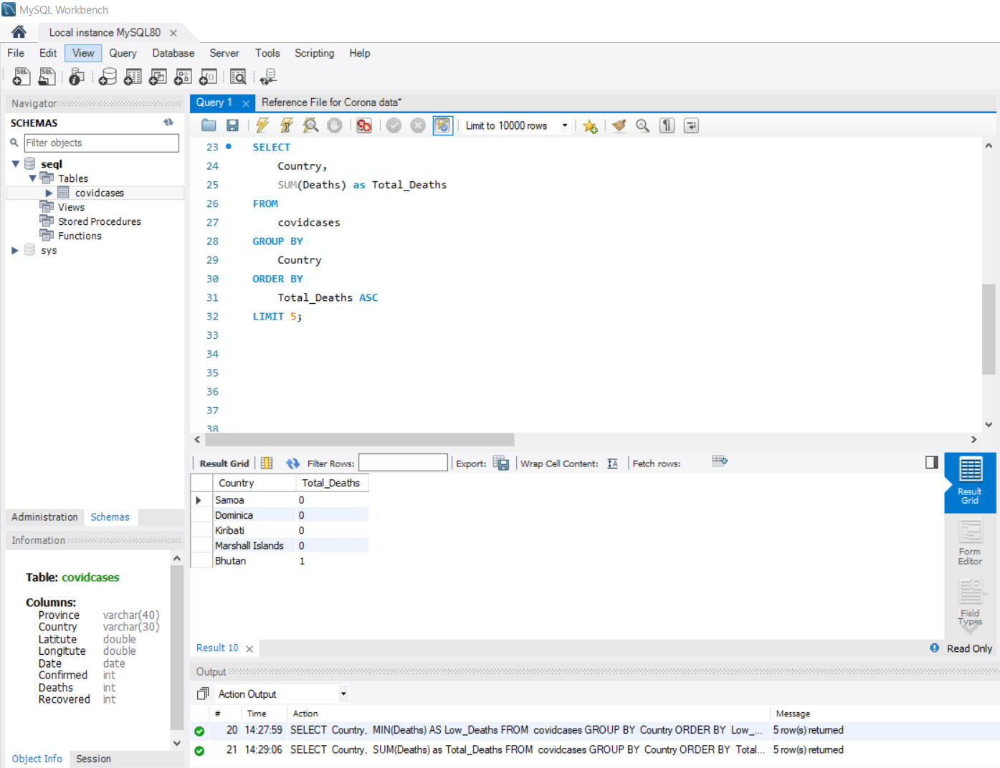 MySQL Workbench
Local instance MySQL80
File Edit View Query Database Server Tools Scripting Help
Navigator
SCHEMAS
Filter objects
seql
Tables
covidcases
Views
Stored Procedures
Functions
sys
Administration Schemas
Information
Table: covidcases
Columns:
Province varchar(40)
Country varchar(30)
Latitute double
Longitute double
Date date
Confirmed int
Deaths int
Recovered int
Object Info Session
Query 1 Reference File for Corona data*
Limit to 10000 rows
23 SELECT
24 Country,
25 SUM(Deaths) as Total_Deaths
26 FROM
27 covidcases
28 GROUP BY
29 Country
30 ORDER BY
31 Total_Deaths ASC
32 LIMIT 5;
33
34
35
36
37
38
Result Grid Filter Rows: Export: Wrap Cell Content: Fetch rows:
Country Total_Deaths
Samoa 0
Dominica 0
Kiribati 0
Marshall Islands 0
Bhutan 1
Result
Grid
Form
Editor
Field
Types
Result 10
Read Only
Output
Action Output
# Time Action Message
20 14:27:59 SELECT Country, MIN(Deaths) AS Low_Deaths FROM covidcases GROUP BY Country ORDER BY Low_... 5 row(s) returned
21 14:29:06 SELECT Country, SUM(Deaths) as Total_Deaths FROM covidcases GROUP BY Country ORDER BY Total... 5 row(s) returned